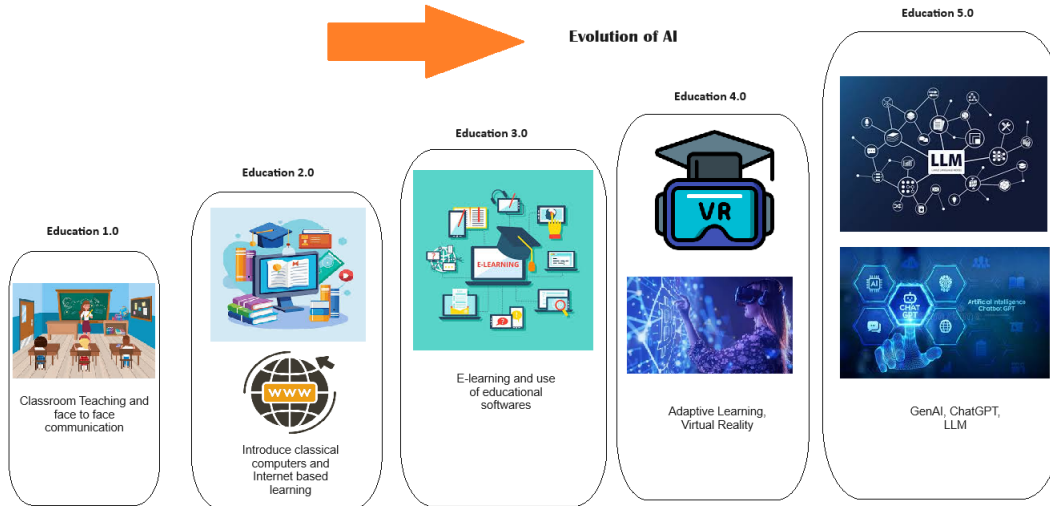 Evolution of AI
Education 1.0
Classroom Teaching and
face to face
communication
Education 2.0
WWW
Introduce classical
computers and
Internet based
learning
Education 3.0
E-LEARNING
E-learning and use
of educational
softwares
Education 4.0
VR
Adaptive Learning,
Virtual Reality
Education 5.0
LLM
AI
CHAT
GPT
Artificial Intelligence
Chatbot GPT
GenAI, ChatGPT,
LLM